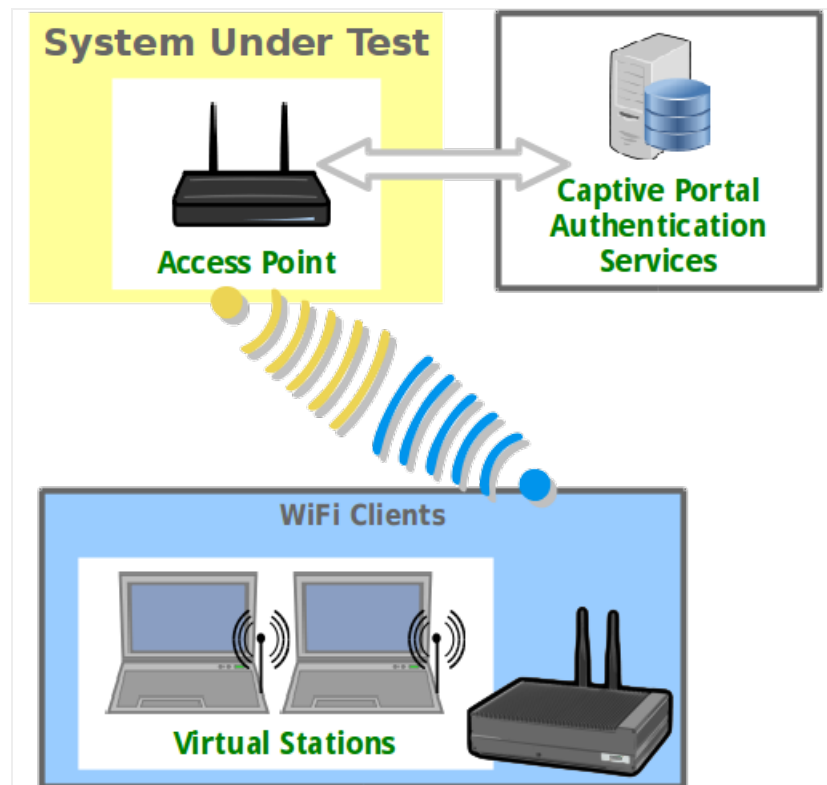 System Under Test
Access Point
Captive Portal
Authentication
Services
WiFi Clients
Virtual Stations